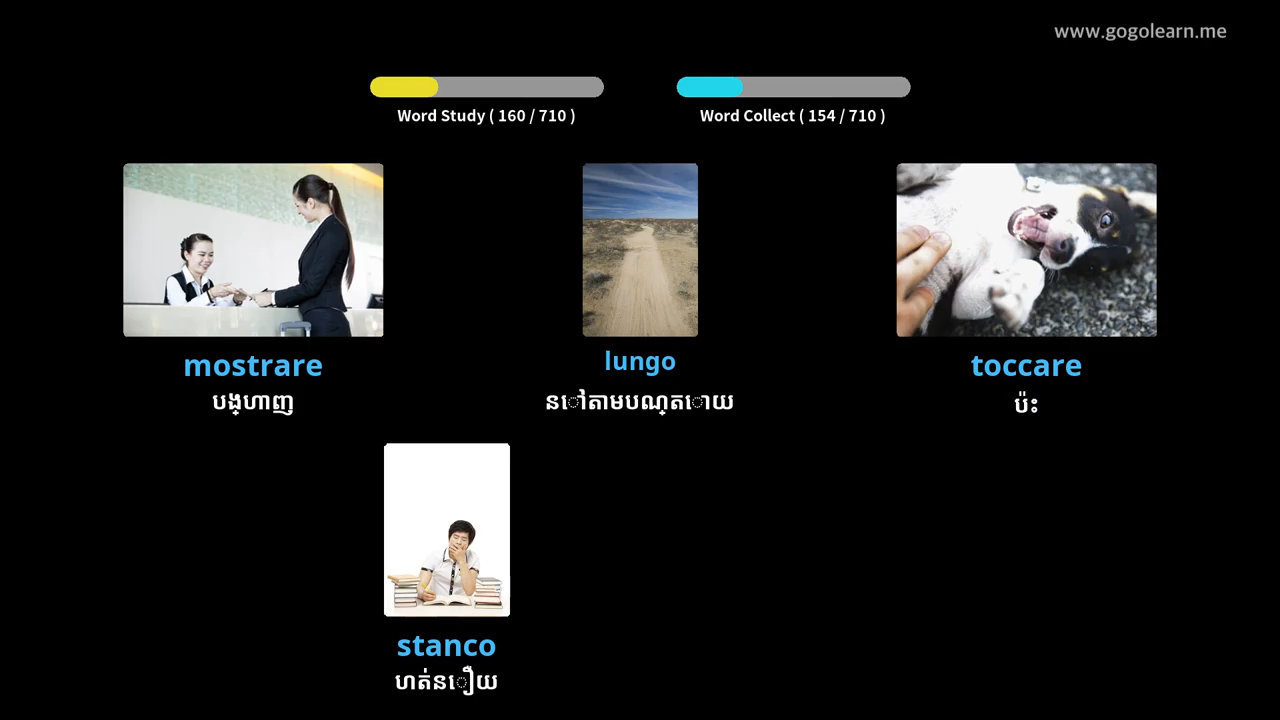 www.gogolearn.me
Word Study ( 160 / 710 )
Word Collect ( 154 / 710 )
mostrare
បង្ហាញ
lungo
នៅតាមបណ្តោយ
toccare
ប៉ះ
stanco
ហត់នឿយ